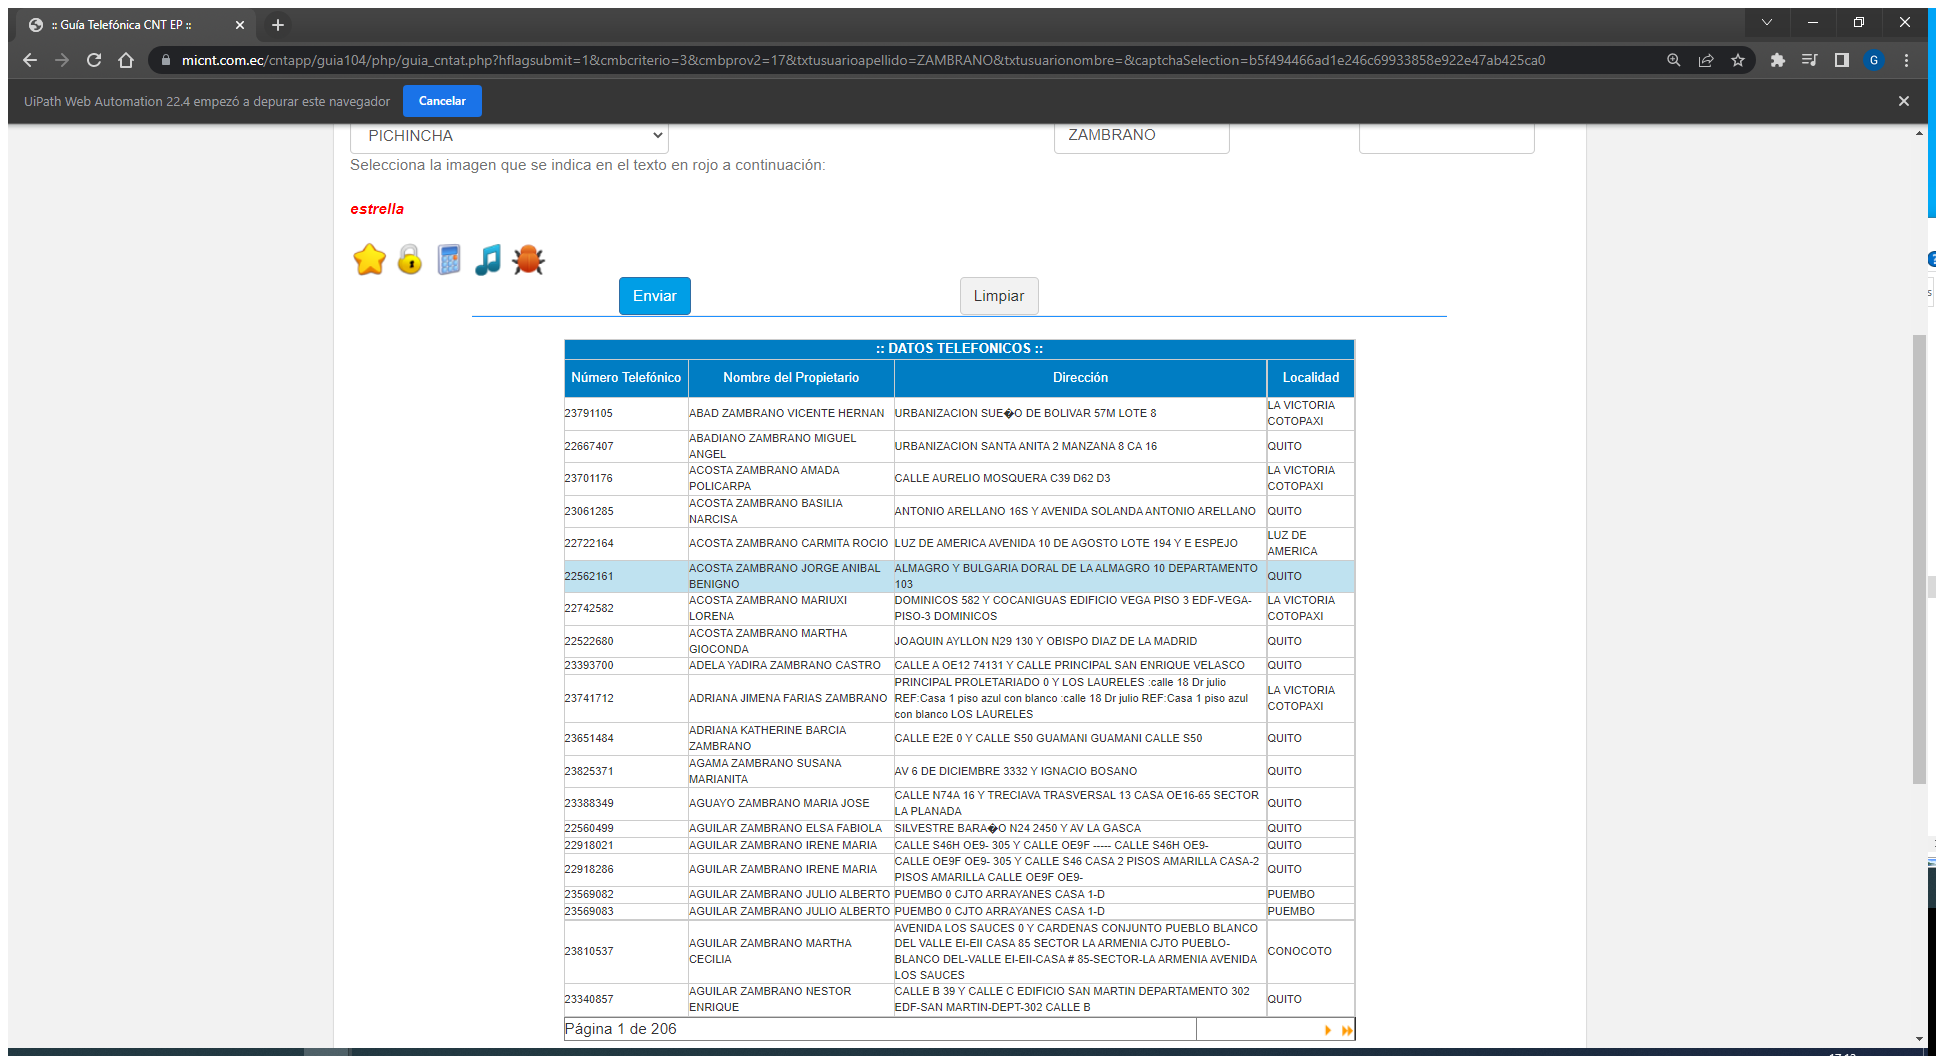 :: Guía Telefónica CNT EP ::
micnt.com.ec/cntapp/guia104/php/guia_cntat.php?hflagsubmit=1&cmbcriterio=3&cmbprov2=17&txtusuarioapellido=ZAMBRANO&txtusuarionombre=&captchaSelection=b5f494466ad1e246c69933858e922e47ab425ca0
G
UiPath Web Automation 22.4 empezó a depurar este navegador Cancelar
PICHINCHA ZAMBRANO
Selecciona la imagen que se indica en el texto en rojo a continuación:
estrella
Enviar Limpiar
:: DATOS TELEFONICOS ::
Número Telefónico Nombre del Propietario Dirección Localidad
23791105 ABAD ZAMBRANO VICENTE HERNAN URBANIZACION SUE�O DE BOLIVAR 57M LOTE 8 LA VICTORIA
COTOPAXI
22667407 ABADIANO ZAMBRANO MIGUEL
ANGEL URBANIZACION SANTA ANITA 2 MANZANA 8 CA 16 QUITO
23701176 ACOSTA ZAMBRANO AMADA
POLICARPA CALLE AURELIO MOSQUERA C39 D62 D3 LA VICTORIA
COTOPAXI
23061285 ACOSTA ZAMBRANO BASILIA
NARCISA ANTONIO ARELLANO 16S Y AVENIDA SOLANDA ANTONIO ARELLANO QUITO
22722164 ACOSTA ZAMBRANO CARMITA ROCIO LUZ DE AMERICA AVENIDA 10 DE AGOSTO LOTE 194 Y E ESPEJO LUZ DE
AMERICA
22562161 ACOSTA ZAMBRANO JORGE ANIBAL
BENIGNO ALMAGRO Y BULGARIA DORAL DE LA ALMAGRO 10 DEPARTAMENTO
103 QUITO
22742582 ACOSTA ZAMBRANO MARIUXI
LORENA DOMINICOS 582 Y COCANIGUAS EDIFICIO VEGA PISO 3 EDF-VEGA-
PISO-3 DOMINICOS LA VICTORIA
COTOPAXI
22522680 ACOSTA ZAMBRANO MARTHA
GIOCONDA JOAQUIN AYLLON N29 130 Y OBISPO DIAZ DE LA MADRID QUITO
23393700 ADELA YADIRA ZAMBRANO CASTRO CALLE A OE12 74131 Y CALLE PRINCIPAL SAN ENRIQUE VELASCO QUITO
23741712 ADRIANA JIMENA FARIAS ZAMBRANO PRINCIPAL PROLETARIADO 0 Y LOS LAURELES :calle 18 Dr julio
REF:Casa 1 piso azul con blanco :calle 18 Dr julio REF:Casa 1 piso azul
con blanco LOS LAURELES LA VICTORIA
COTOPAXI
23651484 ADRIANA KATHERINE BARCIA
ZAMBRANO CALLE E2E 0 Y CALLE S50 GUAMANI GUAMANI CALLE S50 QUITO
23825371 AGAMA ZAMBRANO SUSANA
MARIANITA AV 6 DE DICIEMBRE 3332 Y IGNACIO BOSANO QUITO
23388349 AGUAYO ZAMBRANO MARIA JOSE CALLE N74A 16 Y TRECIAVA TRASVERSAL 13 CASA OE16-65 SECTOR
LA PLANADA QUITO
22560499 AGUILAR ZAMBRANO ELSA FABIOLA SILVESTRE BARA�O N24 2450 Y AV LA GASCA QUITO
22918021 AGUILAR ZAMBRANO IRENE MARIA CALLE S46H OE9- 305 Y CALLE OE9F ----- CALLE S46H OE9- QUITO
22918286 AGUILAR ZAMBRANO IRENE MARIA CALLE OE9F OE9- 305 Y CALLE S46 CASA 2 PISOS AMARILLA CASA-2
PISOS AMARILLA CALLE OE9F OE9- QUITO
23569082 AGUILAR ZAMBRANO JULIO ALBERTO PUEMBO 0 CJTO ARRAYANES CASA 1-D PUEMBO
23569083 AGUILAR ZAMBRANO JULIO ALBERTO PUEMBO 0 CJTO ARRAYANES CASA 1-D PUEMBO
23810537 AGUILAR ZAMBRANO MARTHA
CECILIA AVENIDA LOS SAUCES 0 Y CARDENAS CONJUNTO PUEBLO BLANCO
DEL VALLE EI-EII CASA 85 SECTOR LA ARMENIA CJTO PUEBLO-
BLANCO DEL-VALLE EI-EII-CASA # 85-SECTOR-LA ARMENIA AVENIDA
LOS SAUCES CONOCOTO
23340857 AGUILAR ZAMBRANO NESTOR
ENRIQUE CALLE B 39 Y CALLE C EDIFICIO SAN MARTIN DEPARTAMENTO 302
EDF-SAN MARTIN-DEPT-302 CALLE B QUITO
Página 1 de 206